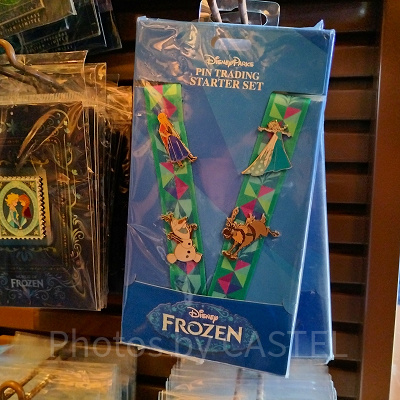 Disney Parks
PIN TRADING
STARTER SET
Disney
FROZEN
FROZEN
Photos by CASTEL